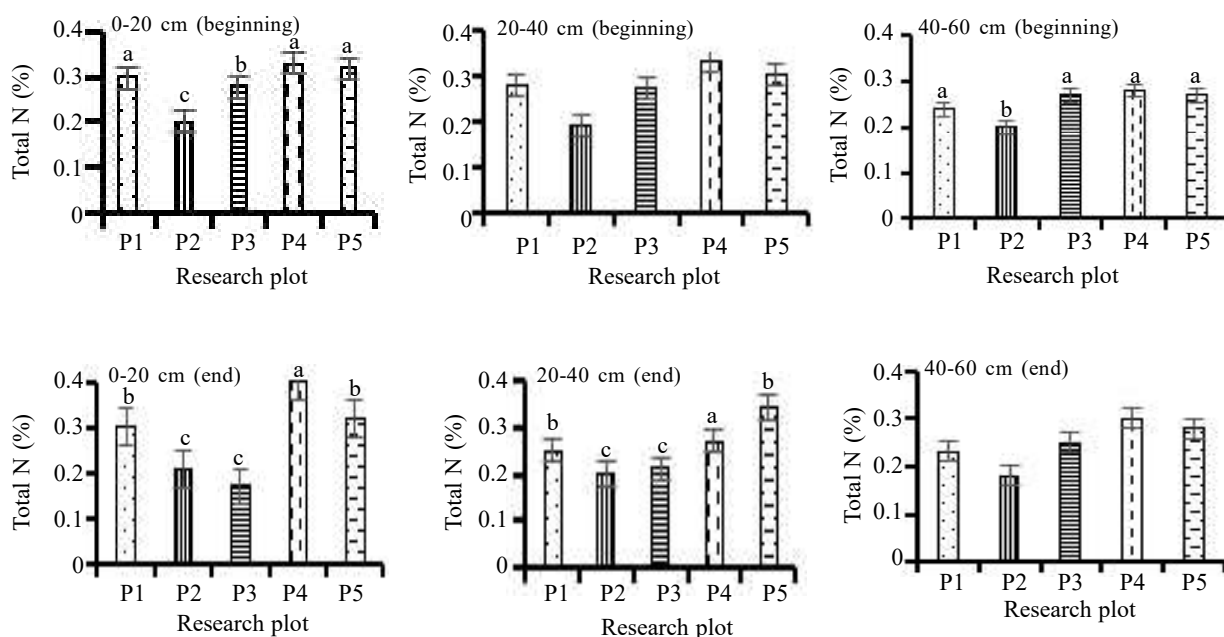 0-20 cm (beginning)
Total N (%)
0.4
0.3
0.2
0.1
0
a
c
b
a
a
P1 P2 P3 P4 P5
Research plot
20-40 cm (beginning)
Total N (%)
0.4
0.3
0.2
0.1
0
P1 P2 P3 P4 P5
Research plot
40-60 cm (beginning)
Total N (%)
0.4
0.3
0.2
0.1
0
a
b
a
a
a
P1 P2 P3 P4 P5
Research plot
0-20 cm (end)
Total N (%)
0.4
0.3
0.2
0.1
0
b
c
c
a
b
P1 P2 P3 P4 P5
Research plot
20-40 cm (end)
Total N (%)
0.4
0.3
0.2
0.1
0
b
c
c
a
b
P1 P2 P3 P4 P5
Research plot
40-60 cm (end)
Total N (%)
0.4
0.3
0.2
0.1
0
P1 P2 P3 P4 P5
Research plot